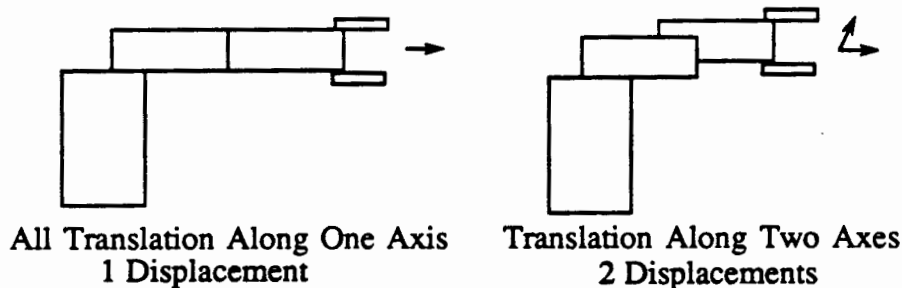 All Translation Along One Axis
1 Displacement
Translation Along Two Axes
2 Displacements